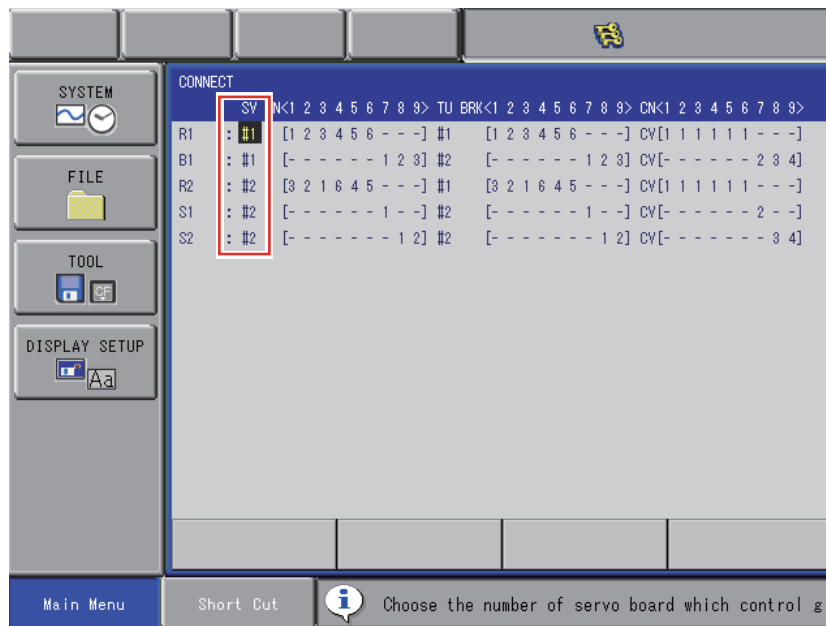 SYSTEM
FILE
TOOL
CF
DISPLAY SETUP
Aa
CONNECT
SV N<1 2 3 4 5 6 7 8 9> TU BRK<1 2 3 4 5 6 7 8 9> CN<1 2 3 4 5 6 7 8 9>
R1 : #1 [1 2 3 4 5 6 - - -] #1 [1 2 3 4 5 6 - - -] CV[1 1 1 1 1 1 - - -]
B1 : #1 [- - - - - - 1 2 3] #2 [- - - - - - 1 2 3] CV[- - - - - - 2 3 4]
R2 : #2 [3 2 1 6 4 5 - - -] #1 [3 2 1 6 4 5 - - -] CV[1 1 1 1 1 1 - - -]
S1 : #2 [- - - - - - 1 - -] #2 [- - - - - - 1 - -] CV[- - - - - - 2 - -]
S2 : #2 [- - - - - - - 1 2] #2 [- - - - - - - 1 2] CV[- - - - - - - 3 4]
Main Menu
Short Cut
Choose the number of servo board which control g